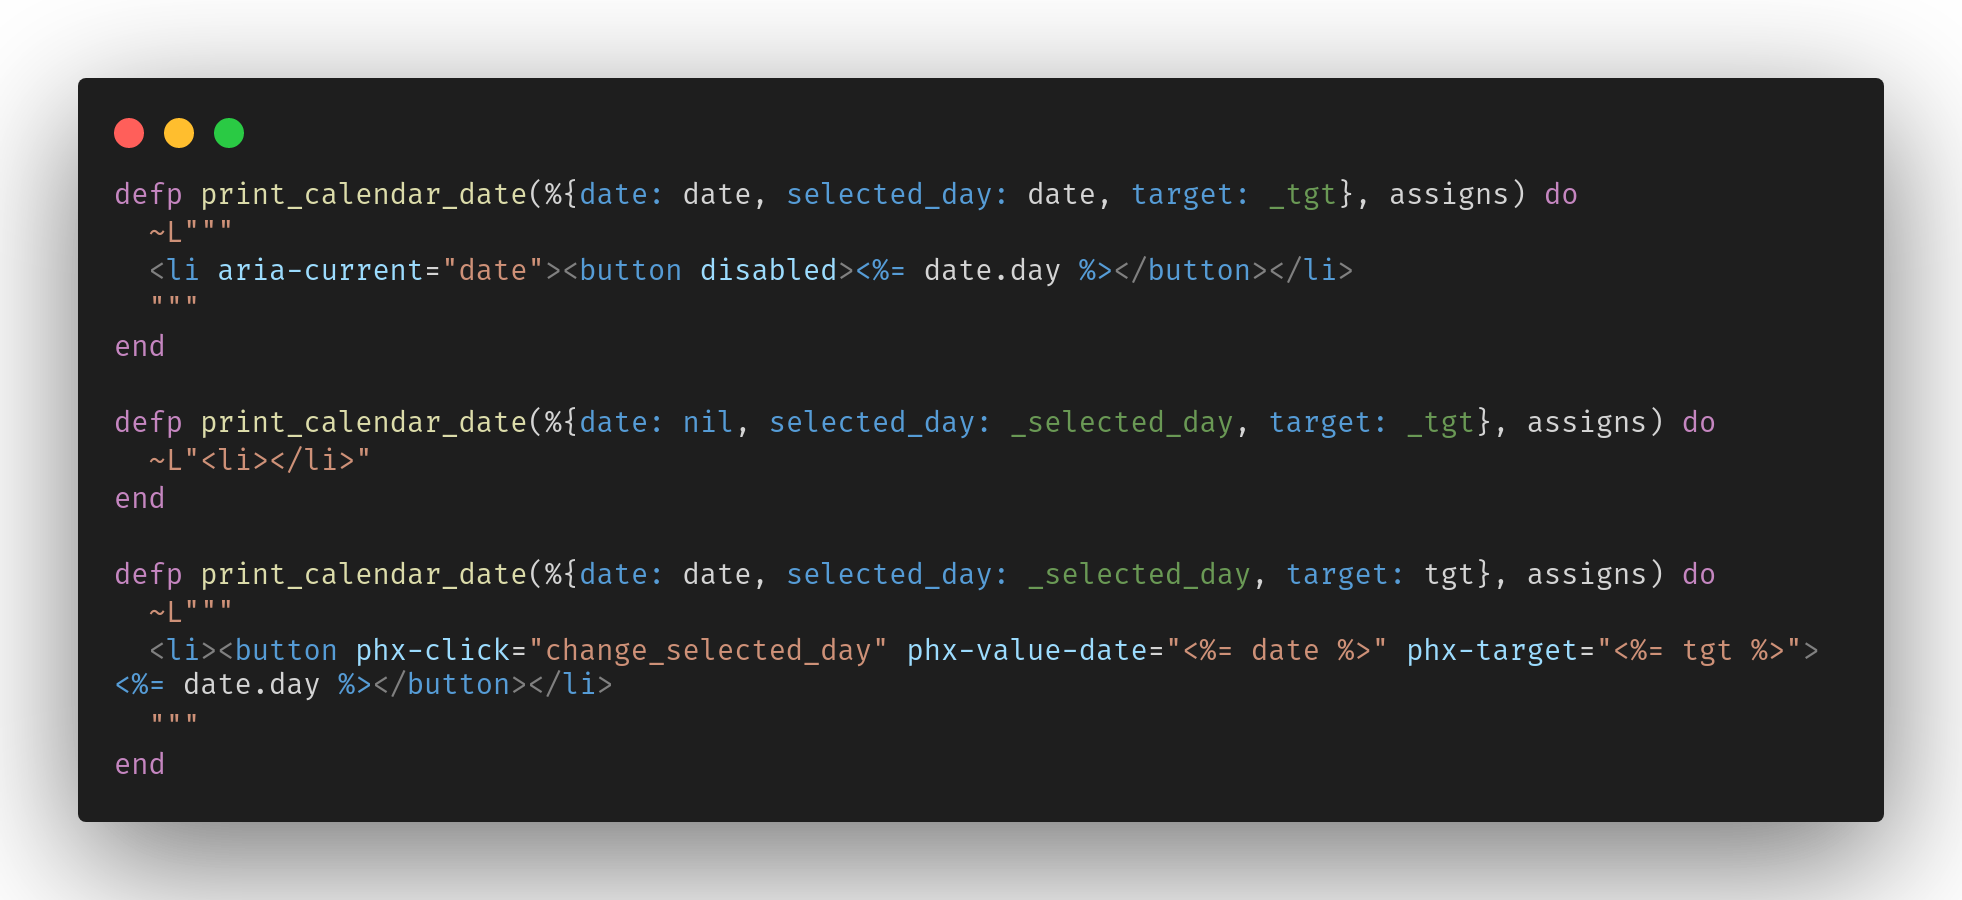 defp print_calendar_date(%{date: date, selected_day: date, target: _tgt}, assigns) do
  ~L"""
  <li aria-current="date"><button disabled><%= date.day %></button></li>
  """
end

defp print_calendar_date(%{date: nil, selected_day: _selected_day, target: _tgt}, assigns) do
  ~L"<li></li>"
end

defp print_calendar_date(%{date: date, selected_day: _selected_day, target: tgt}, assigns) do
  ~L"""
  <li><button phx-click="change_selected_day" phx-value-date="<%= date %>" phx-target="<%= tgt %>">
<%= date.day %></button></li>
  """
end